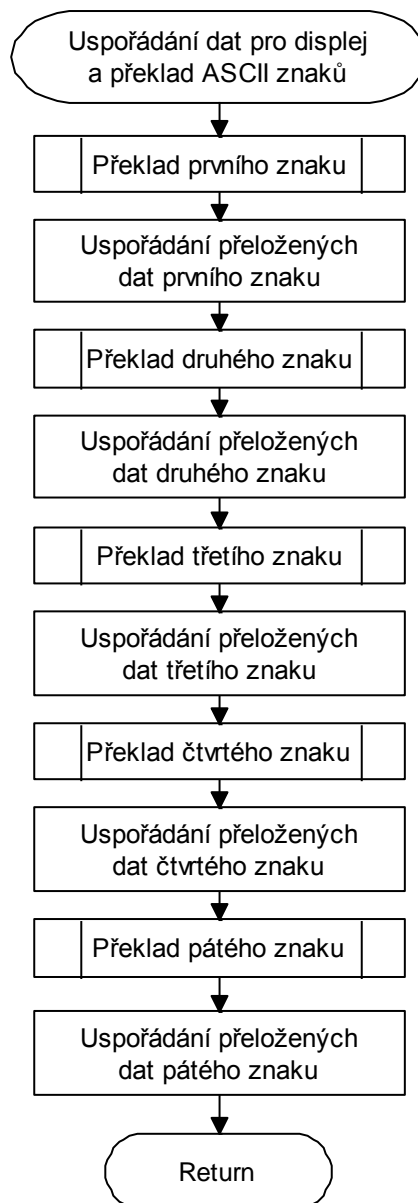 Uspořádání dat pro displej
a překlad ASCII znaků
Překlad prvního znaku
Uspořádání přeložených
dat prvního znaku
Překlad druhého znaku
Uspořádání přeložených
dat druhého znaku
Překlad třetího znaku
Uspořádání přeložených
dat třetího znaku
Překlad čtvrtého znaku
Uspořádání přeložených
dat čtvrtého znaku
Překlad pátého znaku
Uspořádání přeložených
dat pátého znaku
Return